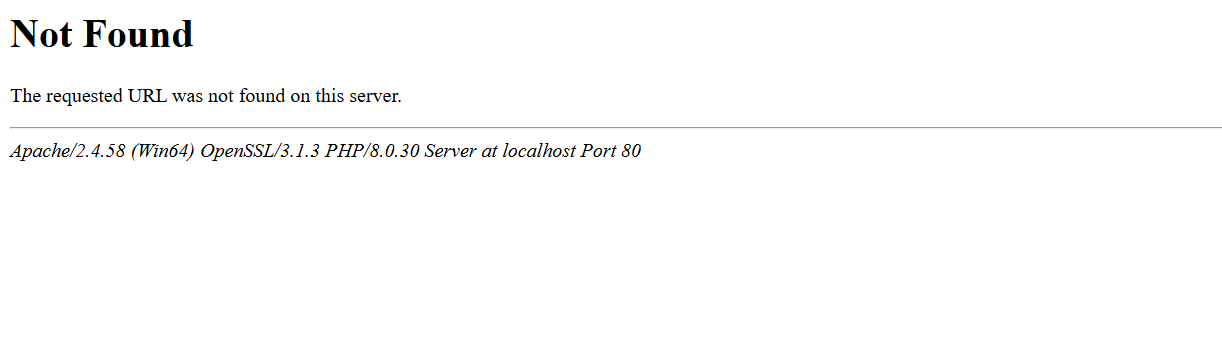 Not Found
The requested URL was not found on this server.
Apache/2.4.58 (Win64) OpenSSL/3.1.3 PHP/8.0.30 Server at localhost Port 80